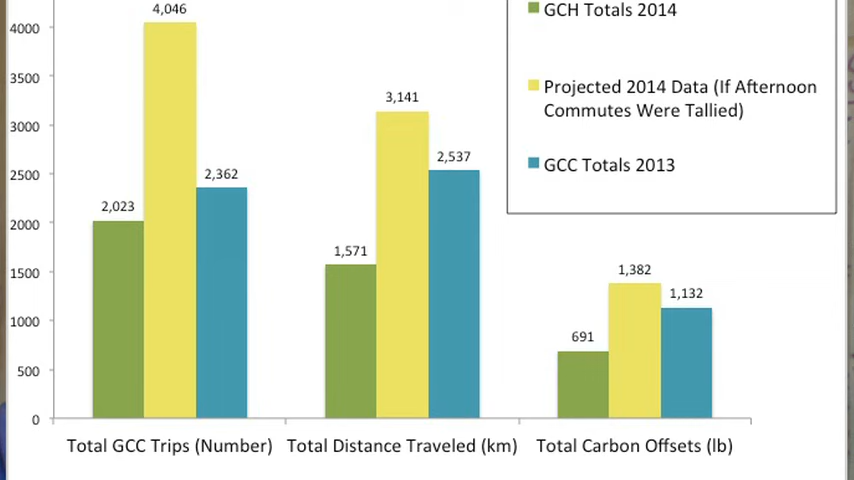 4,046
GCH Totals 2014
4000
Projected 2014 Data (If Afternoon
Commutes Were Tallied)
3500
3,141
3000
2,537
GCC Totals 2013
2500
2,362
2,023
2000
1,571
1500
1,382
1,132
1000
691
500
0
Total GCC Trips (Number)
Total Distance Traveled (km)
Total Carbon Offsets (lb)